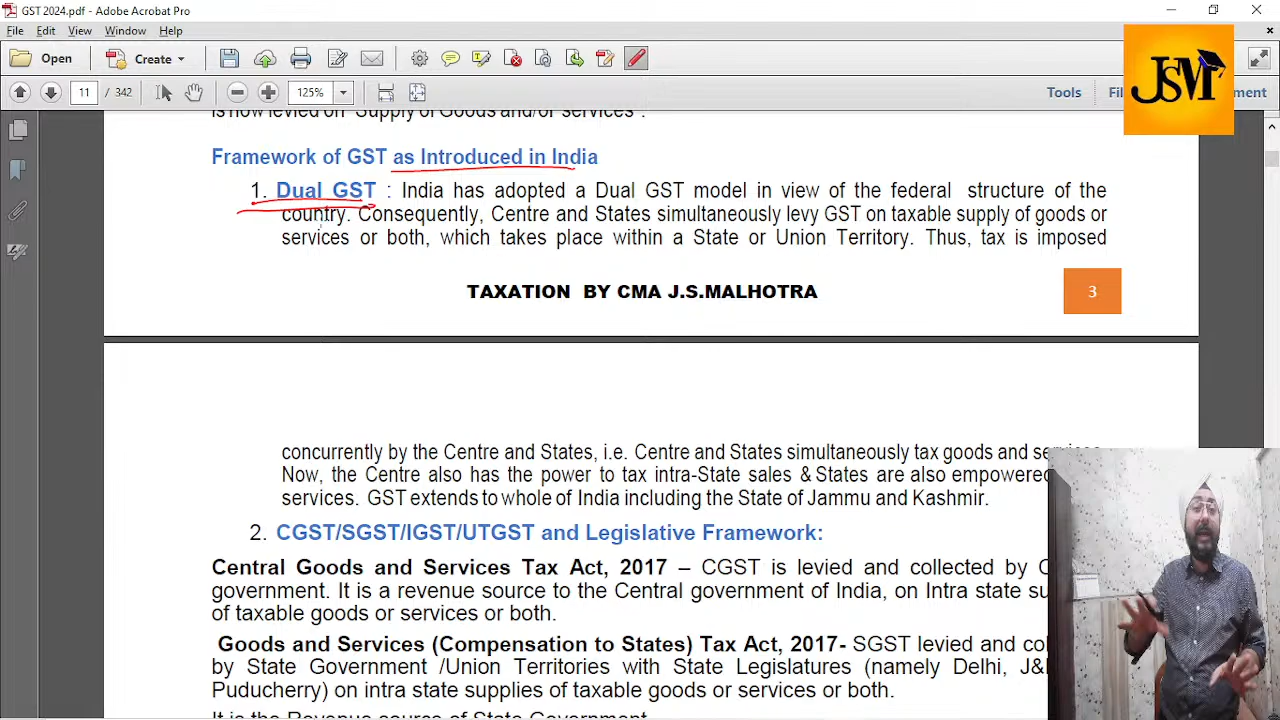 GST 2024.pdf - Adobe Acrobat Pro
File Edit View Window Help
Open Create
11 / 342 125% Tools
JSM
is now levied on "Supply of Goods and/or services".
Framework of GST as Introduced in India
1. Dual GST : India has adopted a Dual GST model in view of the federal structure of the
country. Consequently, Centre and States simultaneously levy GST on taxable supply of goods or
services or both, which takes place within a State or Union Territory. Thus, tax is imposed
TAXATION BY CMA J.S.MALHOTRA
3
concurrently by the Centre and States, i.e. Centre and States simultaneously tax goods and
Now, the Centre also has the power to tax intra-State sales & States are also empowered
services. GST extends to whole of India including the State of Jammu and Kashmir.
2. CGST/SGST/IGST/UTGST and Legislative Framework:
Central Goods and Services Tax Act, 2017 – CGST is levied and collected by
government. It is a revenue source to the Central government of India, on Intra state
of taxable goods or services or both.
Goods and Services (Compensation to States) Tax Act, 2017- SGST levied and
by State Government /Union Territories with State Legislatures (namely Delhi,
Puducherry) on intra state supplies of taxable goods or services or both.
It is the Revenue source of State Government